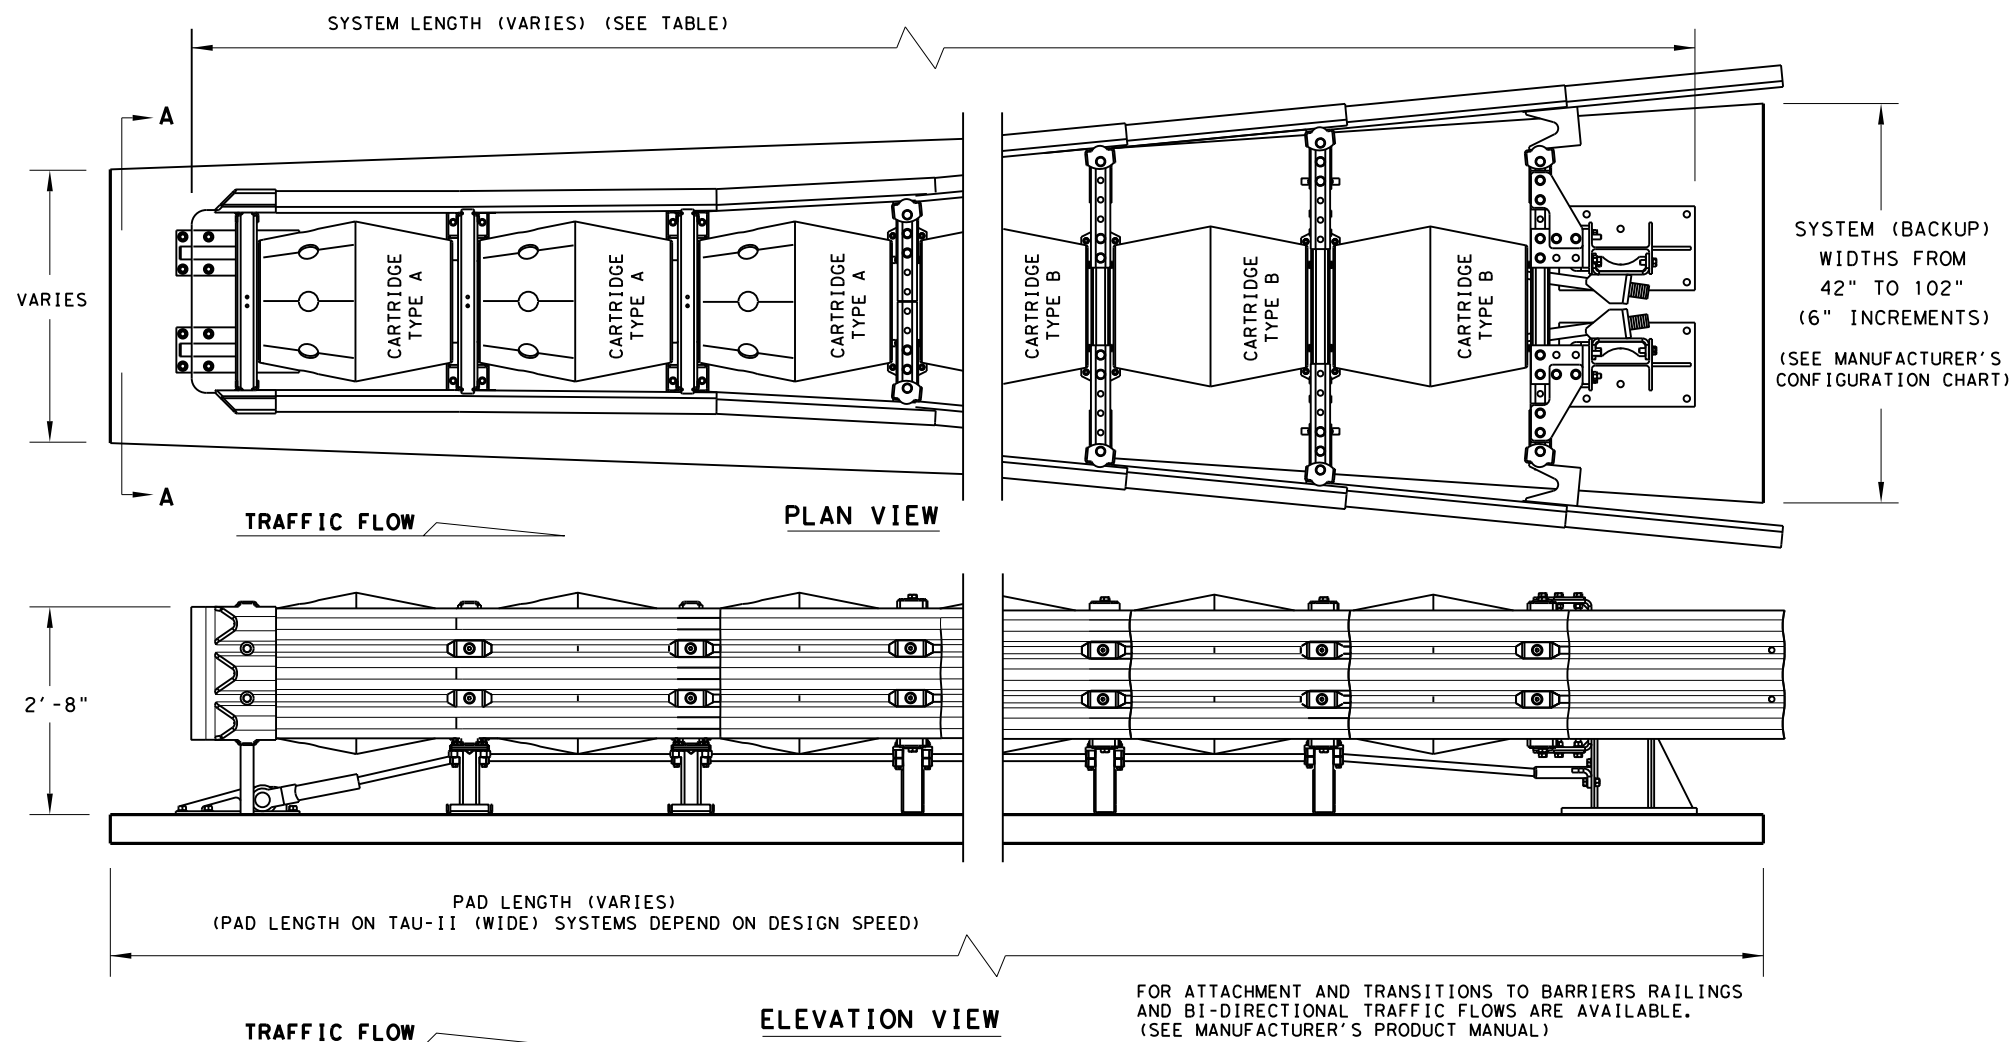 SYSTEM LENGTH (VARIES) (SEE TABLE)
A
VARIES
CARTRIDGE
TYPE A
CARTRIDGE
TYPE A
CARTRIDGE
TYPE A
CARTRIDGE
TYPE B
CARTRIDGE
TYPE B
CARTRIDGE
TYPE B
SYSTEM (BACKUP)
WIDTHS FROM
42" TO 102"
(6" INCREMENTS)
(SEE MANUFACTURER'S
CONFIGURATION CHART)
A
TRAFFIC FLOW
PLAN VIEW
2'-8"
PAD LENGTH (VARIES)
(PAD LENGTH ON TAU-II (WIDE) SYSTEMS DEPEND ON DESIGN SPEED)
TRAFFIC FLOW
ELEVATION VIEW
FOR ATTACHMENT AND TRANSITIONS TO BARRIERS RAILINGS
AND BI-DIRECTIONAL TRAFFIC FLOWS ARE AVAILABLE.
(SEE MANUFACTURER'S PRODUCT MANUAL)